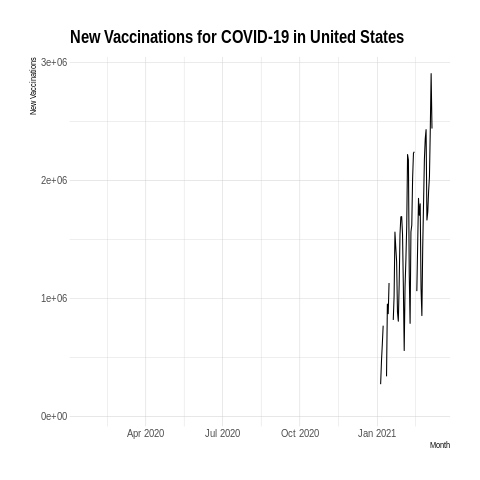 New Vaccinations for COVID-19 in United States
New Vaccinations
3e+06
2e+06
1e+06
0e+00
Apr 2020 Jul 2020 Oct 2020 Jan 2021
Month